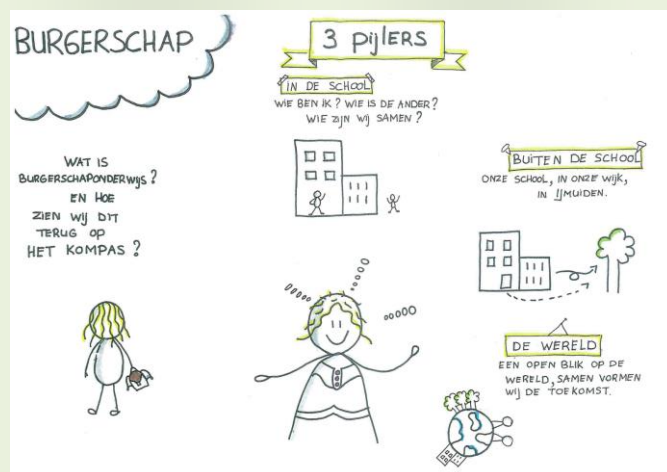 BURGERSCHAP
3 PIJLERS
IN DE SCHOOL
WIE BEN IK? WIE IS DE ANDER?
WIE ZIJN WIJ SAMEN?
WAT IS
BURGERSCHAPONDERWIJS?
EN HOE
ZIEN WIJ DIT
TERUG OP
HET KOMPAS?
BUITEN DE SCHOOL
ONZE SCHOOL, IN ONZE WIJK,
IN IJMUIDEN.
DE WERELD
EEN OPEN BLIK OP DE
WERELD, SAMEN VORMEN
WIJ DE TOEKOMST.